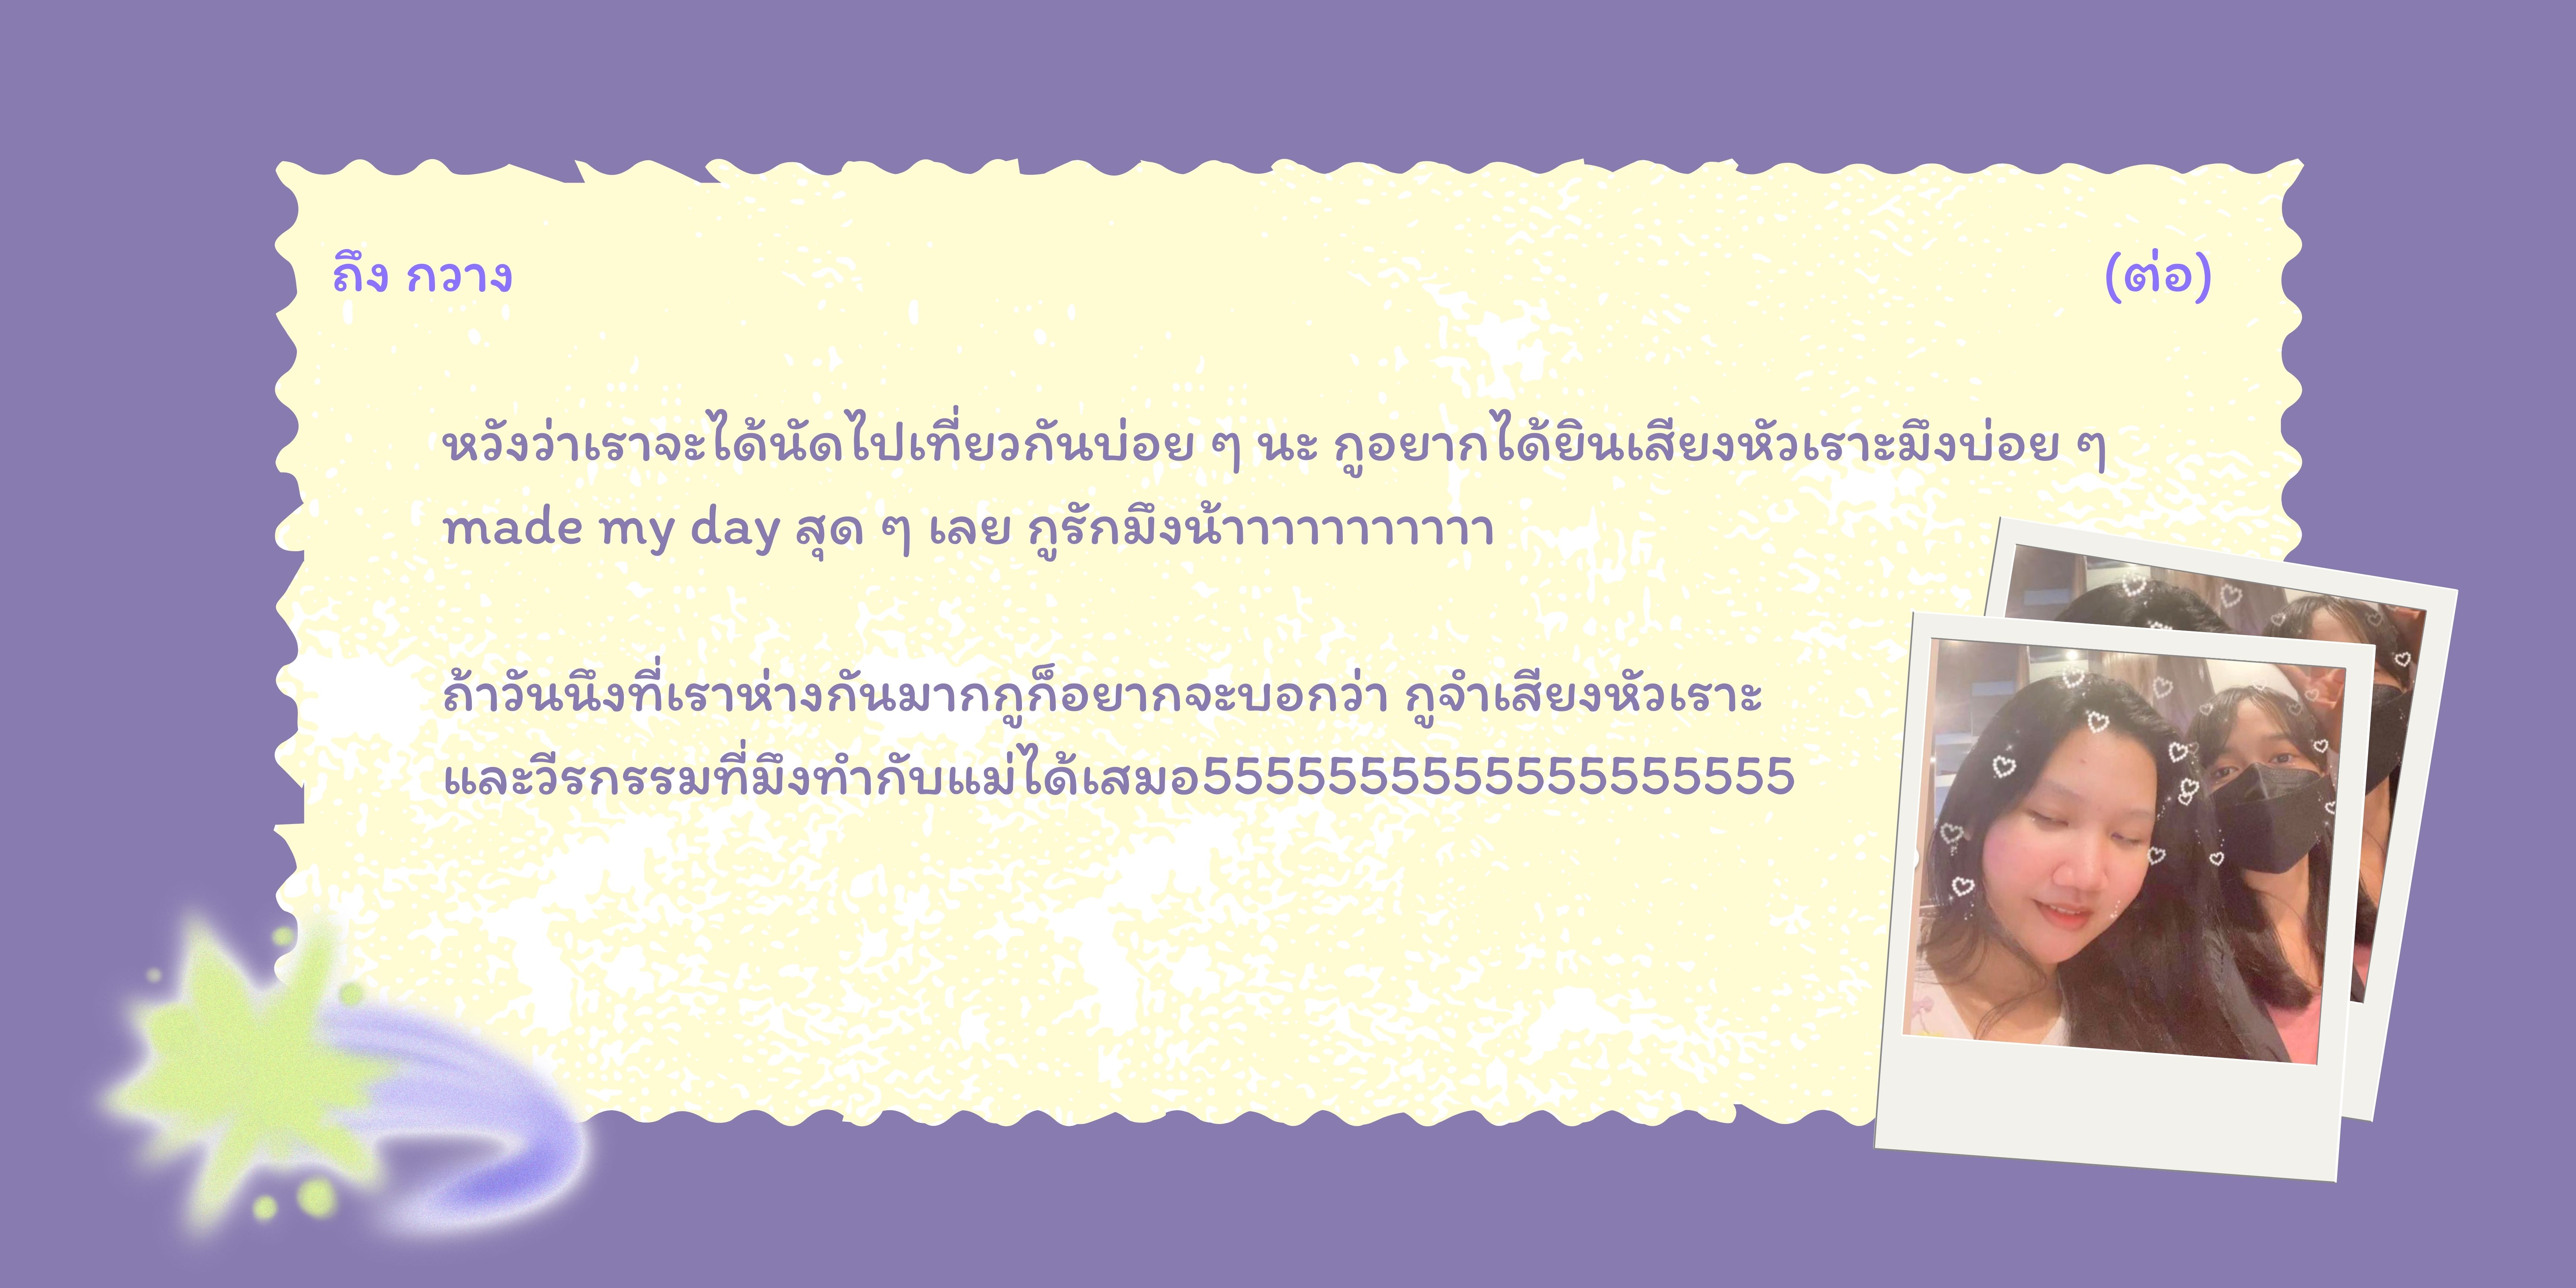 ถึง กวาง
(ต่อ)
หวังว่าเราจะได้นัดไปเที่ยวกันบ่อย ๆ นะ กูอยากได้ยินเสียงหัวเราะมึงบ่อย ๆ
made my day สุด ๆ เลย กูรักมึงน้าาาาาาาาาาาา
ถ้าวันนึงที่เราห่างกันมากกูก็อยากจะบอกว่า กูจำเสียงหัวเราะ
และวีรกรรมที่มึงทำกับแม่ได้เสมอ5555555555555555555